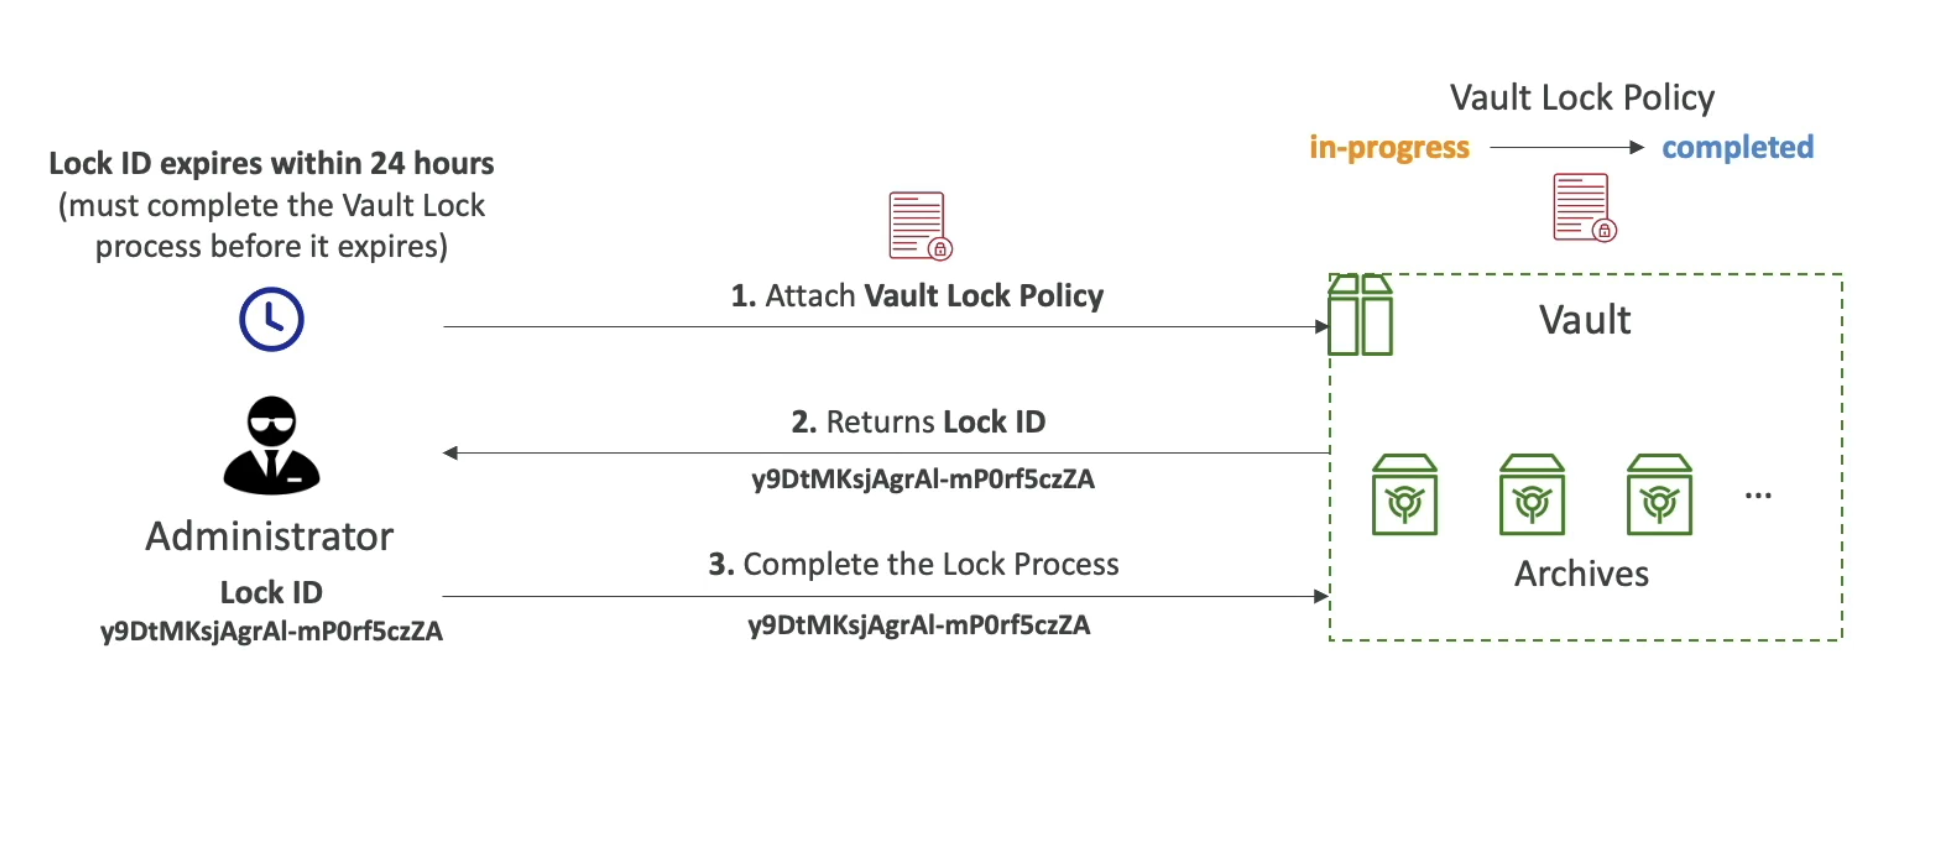 Vault Lock Policy
in-progress
completed
Lock ID expires within 24 hours
(must complete the Vault Lock
process before it expires)
1. Attach Vault Lock Policy
Vault
2. Returns Lock ID
y9DtMKsjAgrAl-mP0rf5czZA
...
Administrator
3. Complete the Lock Process
Archives
Lock ID
y9DtMKsjAgrAl-mP0rf5czZA
y9DtMKsjAgrAl-mP0rf5czZA